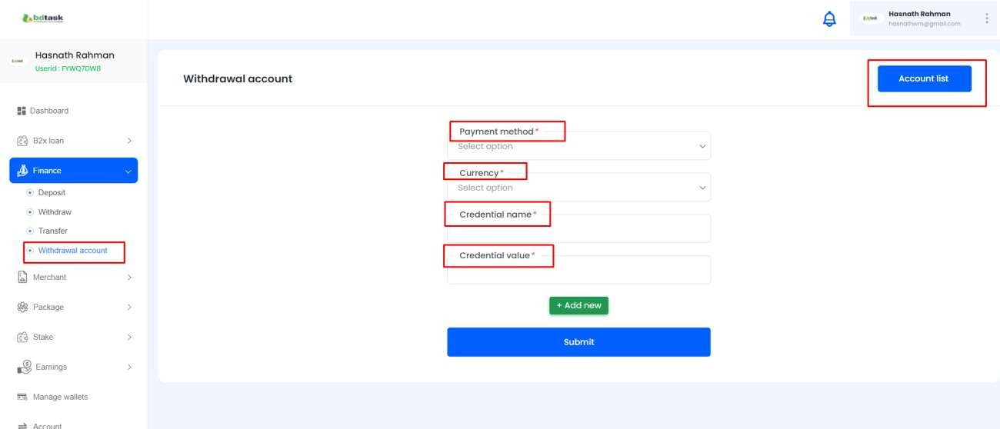 bdtask
Hasnath Rahman
hasnathwm@gmail.com
Hasnath Rahman
Userid : FYWQ7DWB
Dashboard
B2x loan
Finance
Deposit
Withdraw
Transfer
Withdrawal account
Merchant
Package
Stake
Earnings
Manage wallets
Account
Withdrawal account
Account list
Payment method*
Select option
Currency*
Select option
Credential name*
Credential value*
+ Add new
Submit